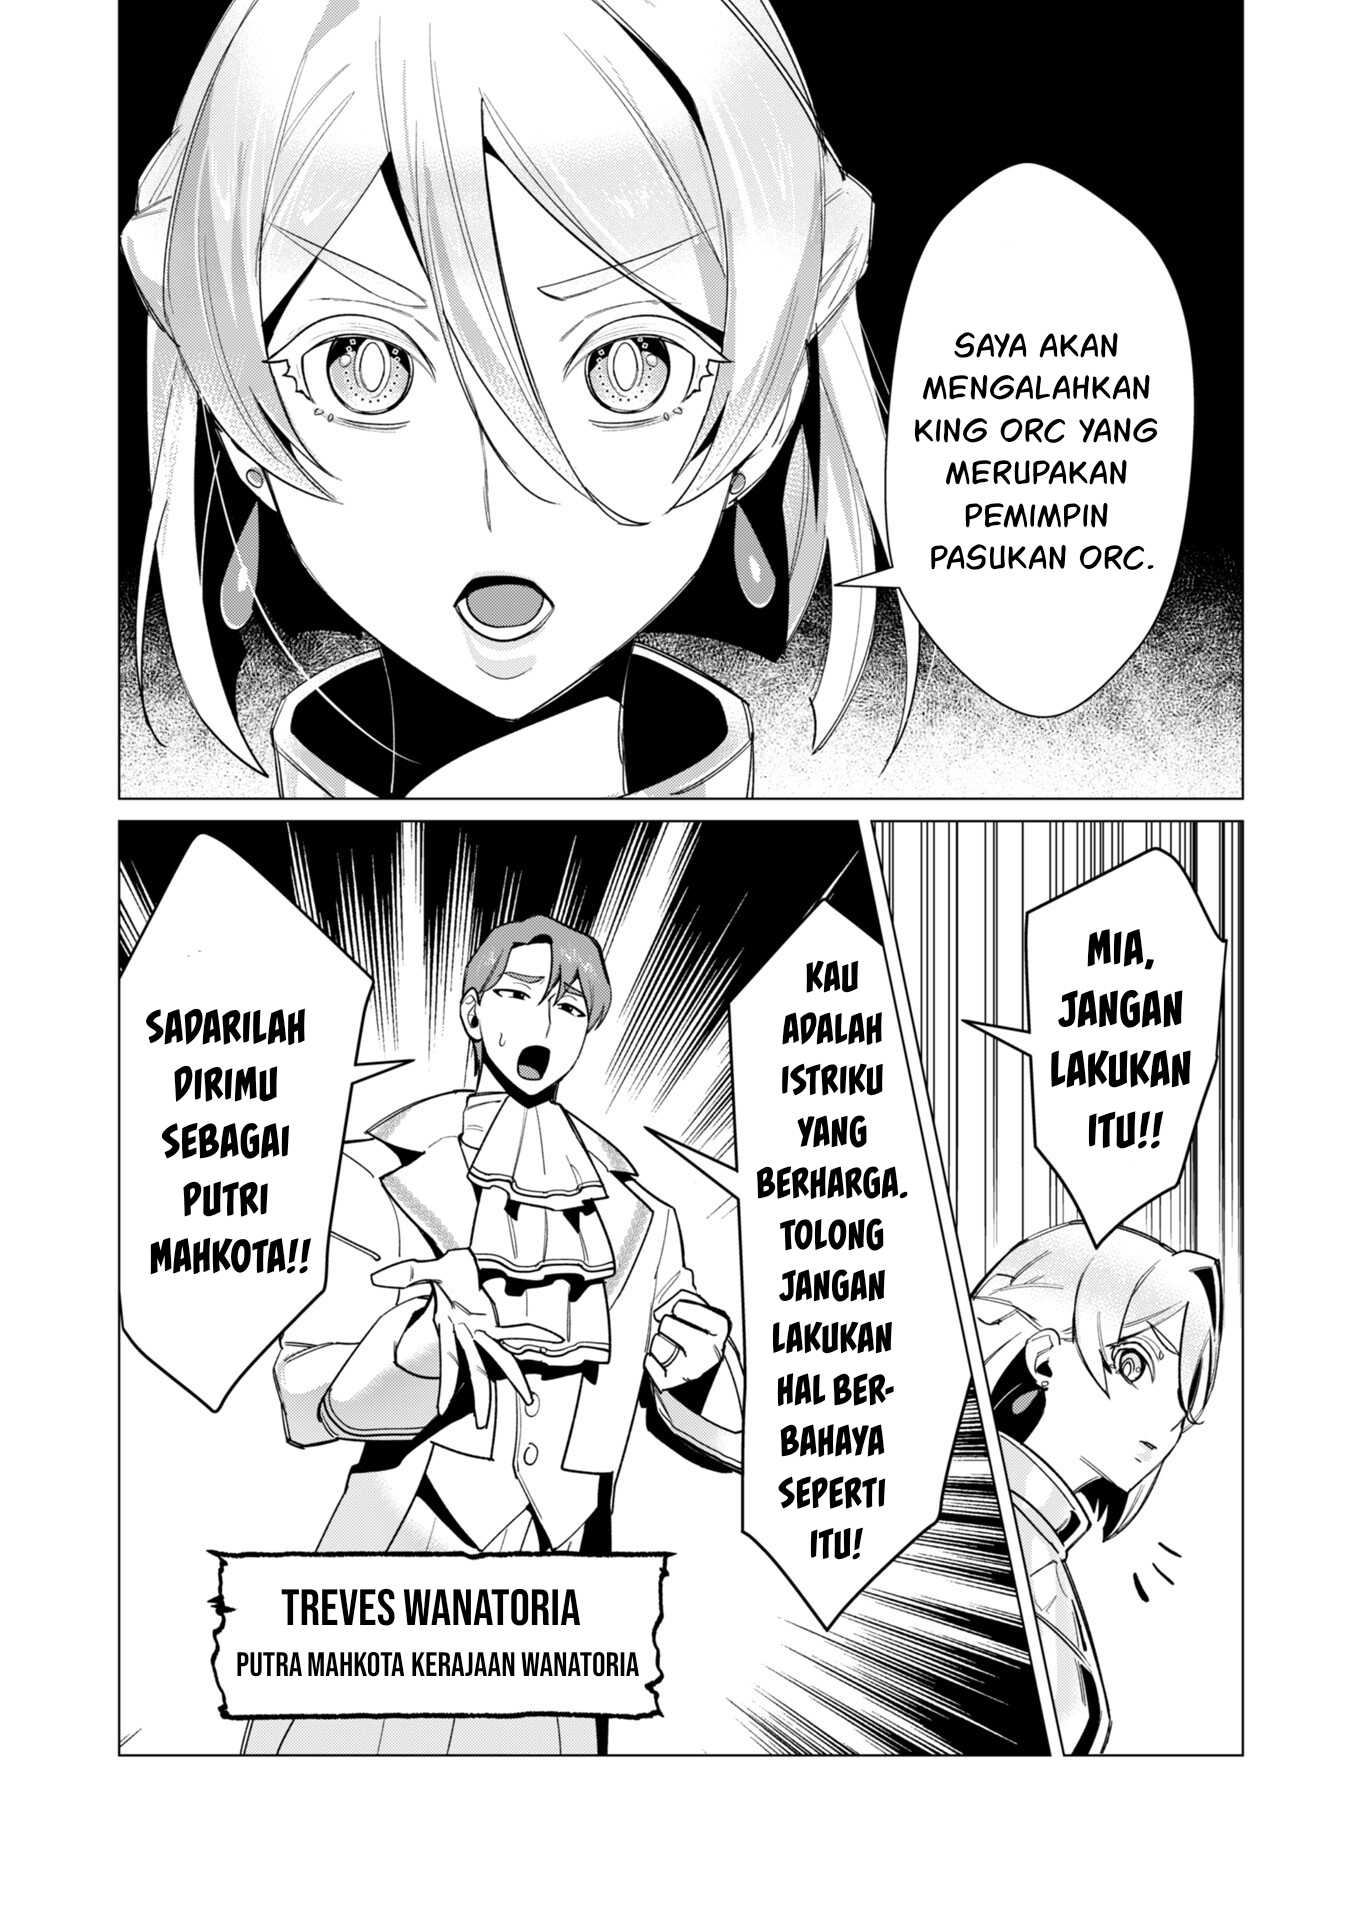 SAYA AKAN
MENGALAHKAN
KING ORC YANG
MERUPAKAN
PEMIMPIN
PASUKAN ORC.
MIA,
JANGAN
LAKUKAN
ITU!!
KAU
ADALAH
ISTRIKU
YANG
BERHARGA.
TOLONG
JANGAN
LAKUKAN
HAL BER-
BAHAYA
SEPERTI
ITU!
SADARILAH
DIRIMU
SEBAGAI
PUTRI
MAHKOTA!!
TREVES WANATORIA
PUTRA MAHKOTA KERAJAAN WANATORIA